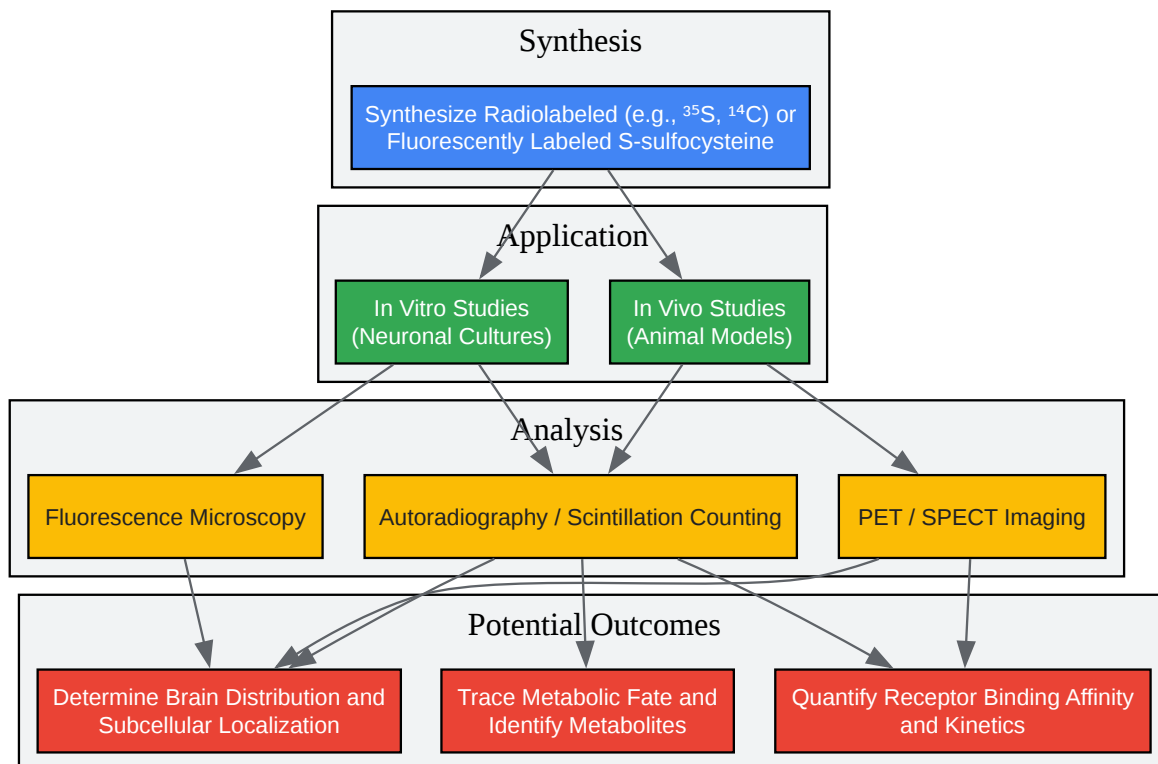 Synthesis
Synthesize Radiolabeled (e.g., ³⁵S, ¹⁴C) or
Fluorescently Labeled S-sulfocysteine
Application
In Vitro Studies
(Neuronal Cultures)
In Vivo Studies
(Animal Models)
Analysis
Fluorescence Microscopy
Autoradiography / Scintillation Counting
PET / SPECT Imaging
Potential Outcomes
Determine Brain Distribution and
Subcellular Localization
Trace Metabolic Fate and
Identify Metabolites
Quantify Receptor Binding Affinity
and Kinetics